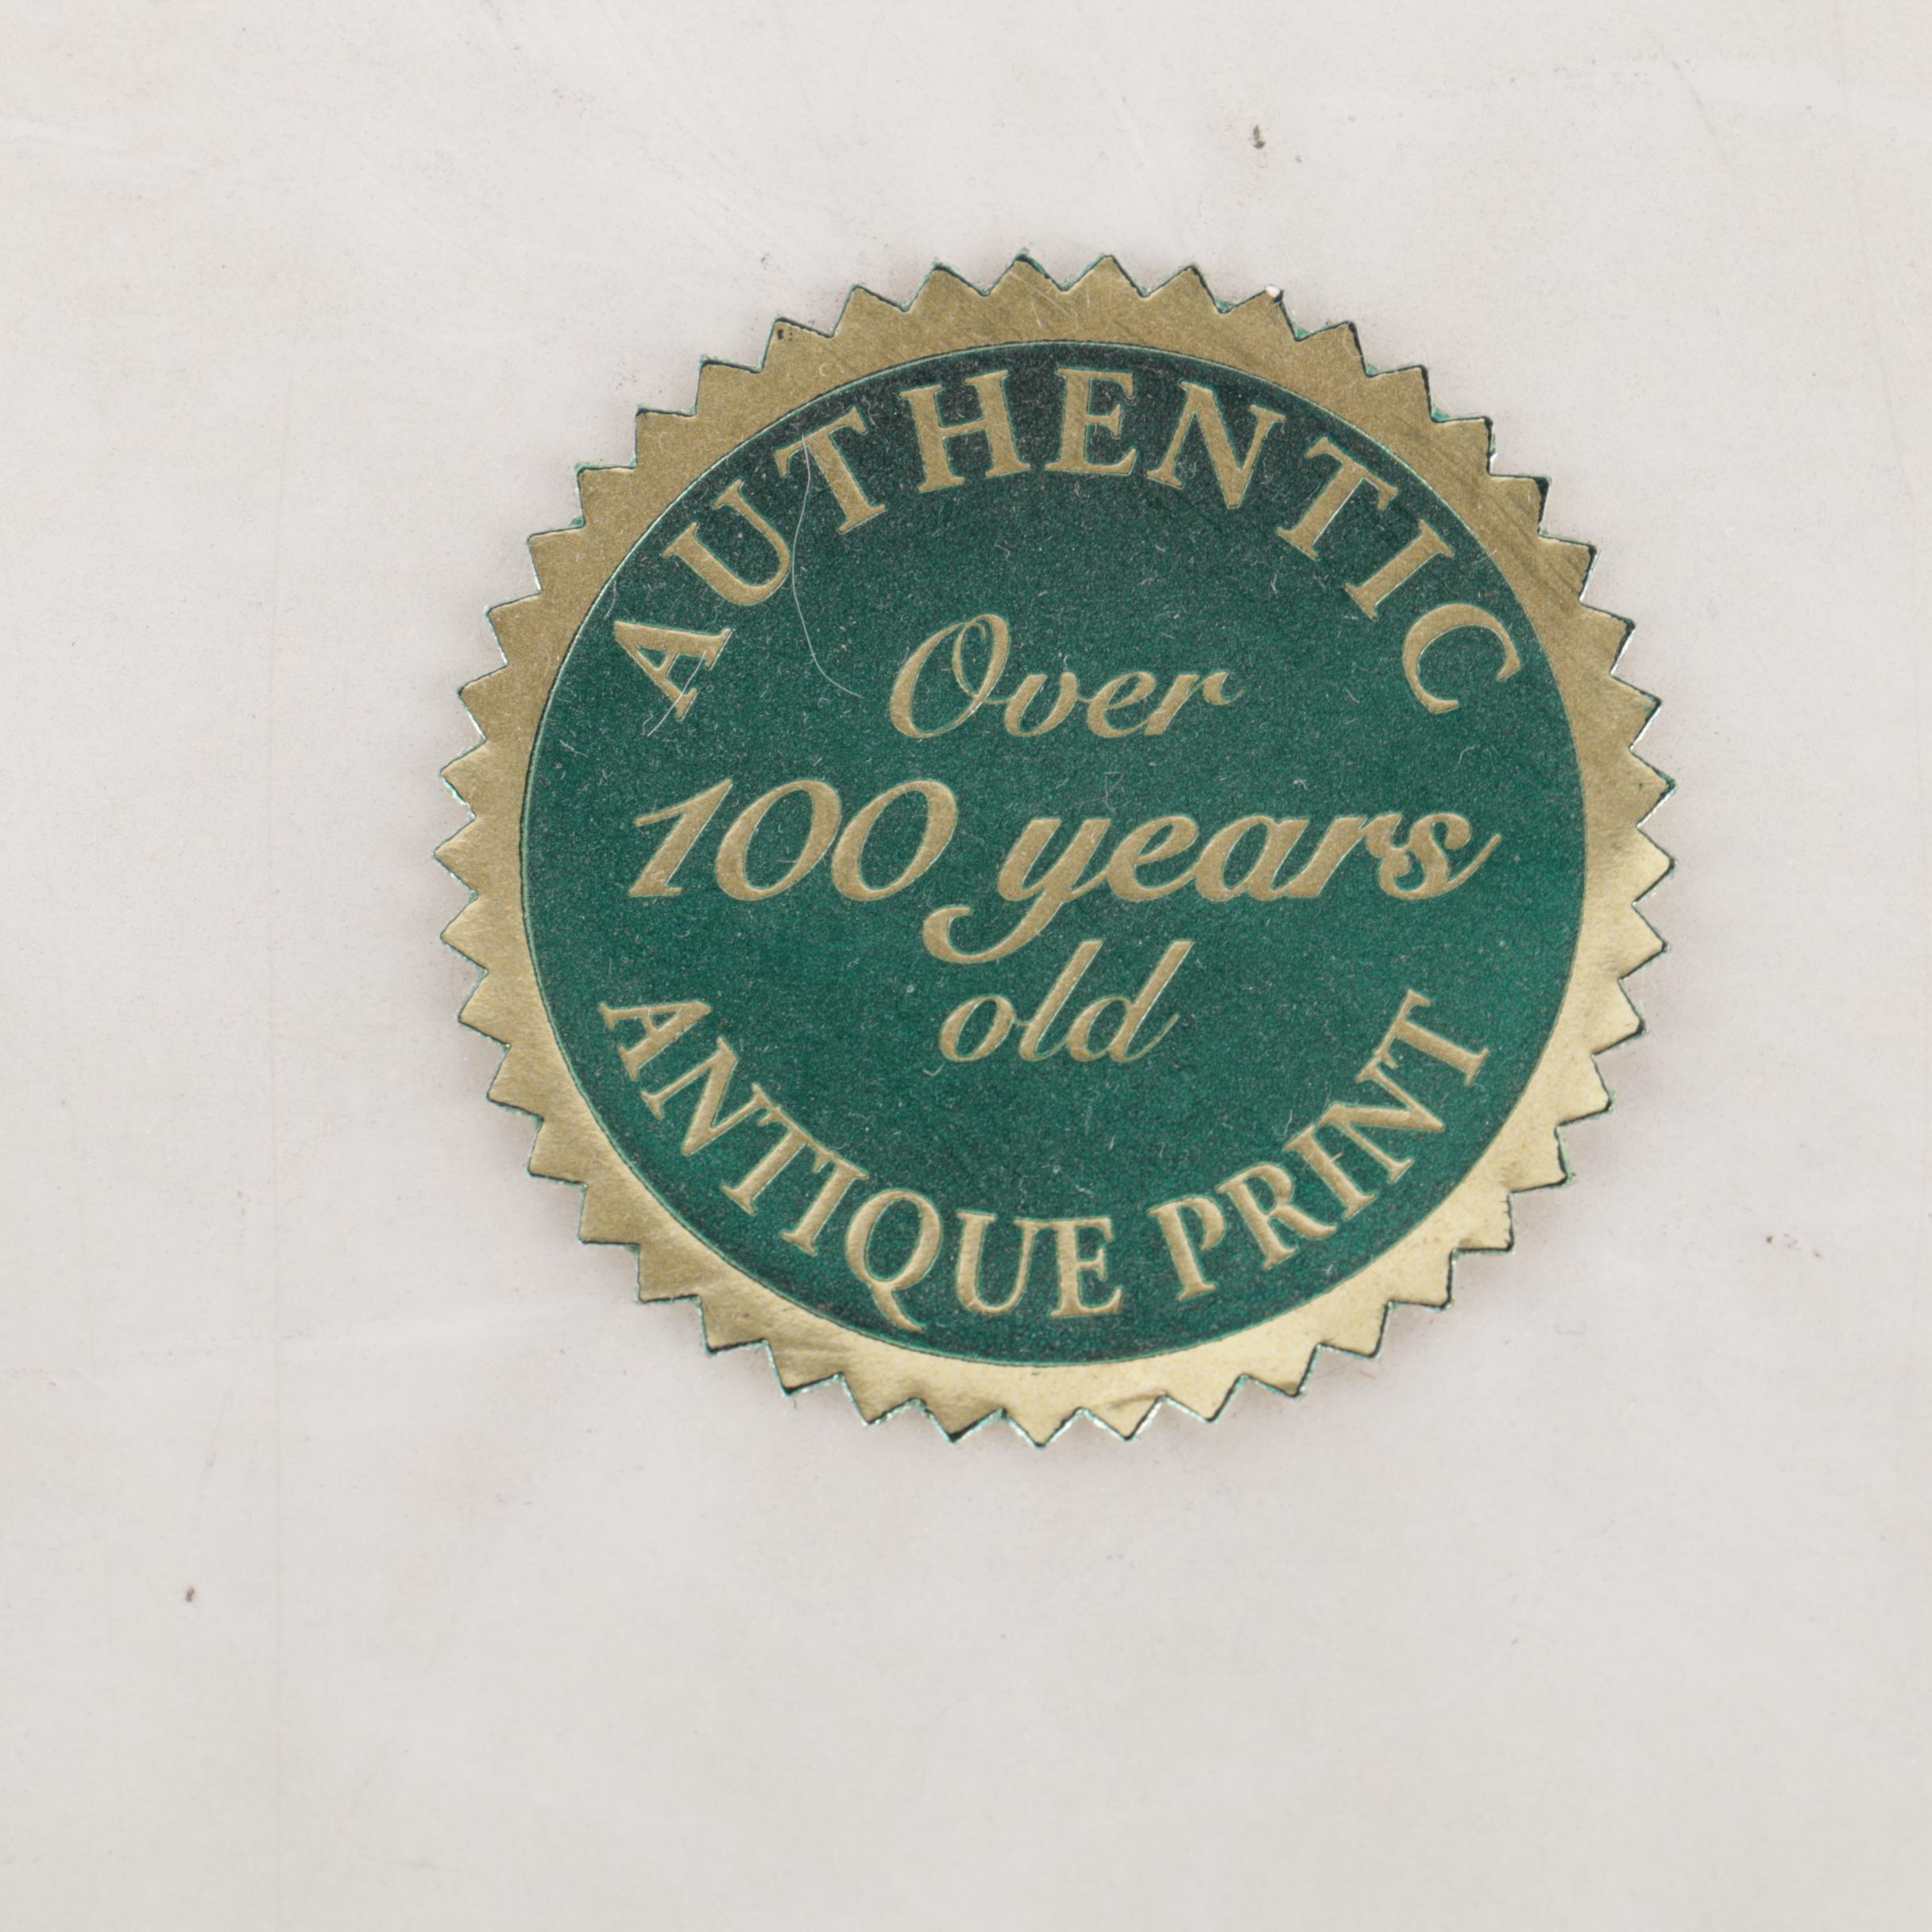 AUTHENTIC
Over
100 years
old
ANTIQUE PRINT